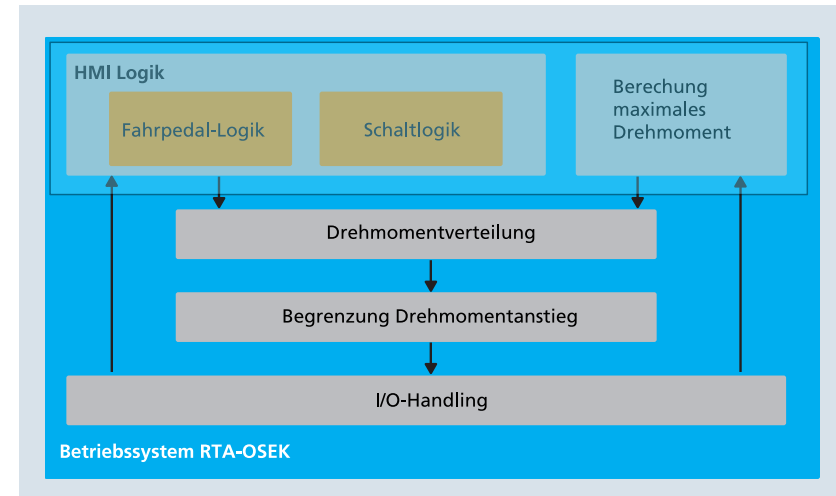 HMI Logik
Fahrpedal-Logik
Schaltlogik
Berechung
maximales
Drehmoment
Drehmomentverteilung
Begrenzung Drehmomentanstieg
I/O-Handling
Betriebssystem RTA-OSEK